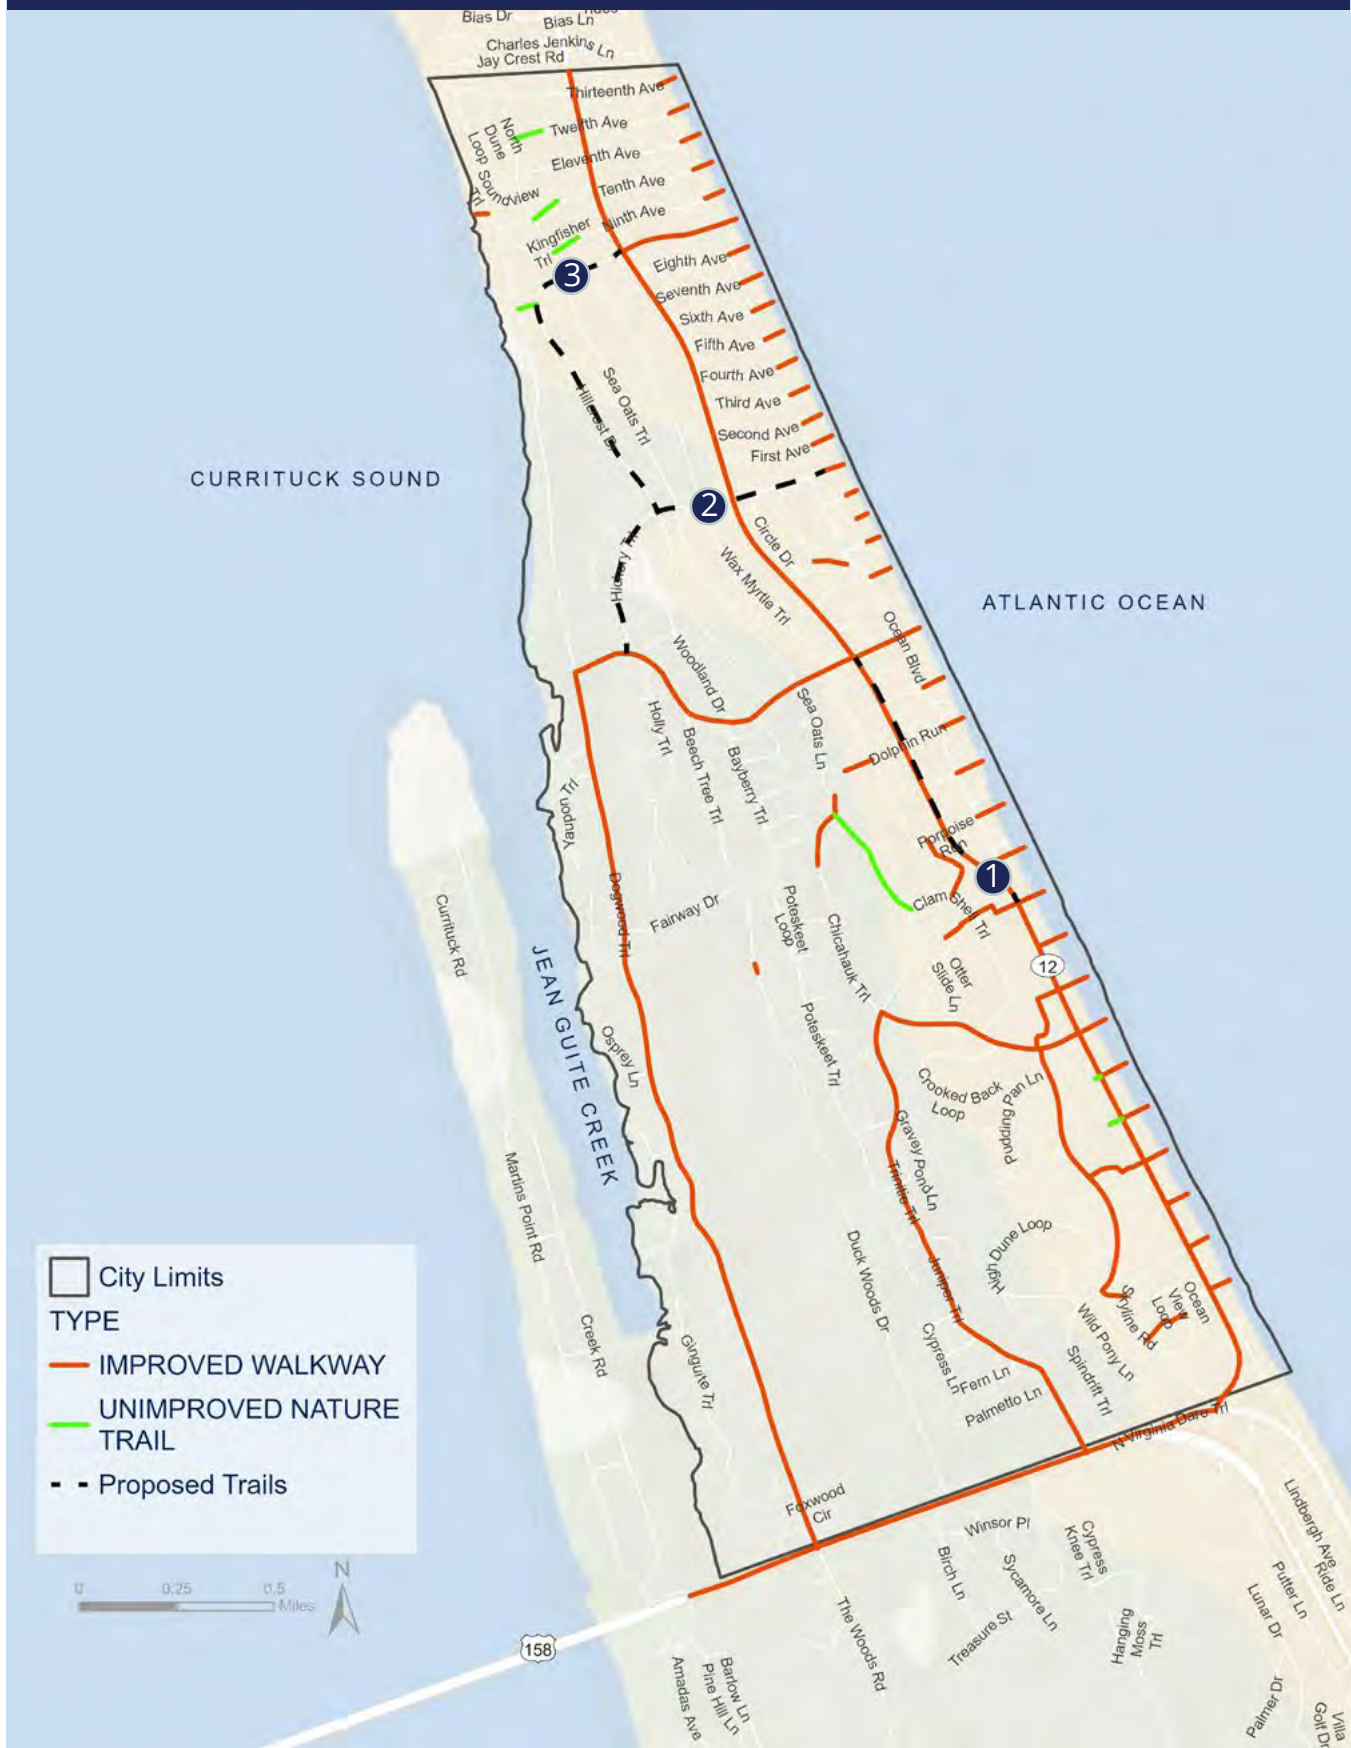 Bias Dr
Bias Ln
Charles Jenkins Ln
Jay Crest Rd
Thirteenth Ave
Twelfth Ave
North
Dune
Loop
Eleventh Ave
Tenth Ave
Soundview
Trl
Ninth Ave
Kingfisher
Trl
Eighth Ave
3
Seventh Ave
Sixth Ave
Fifth Ave
Fourth Ave
Sea Oats Trl
Hillcrest Dr
Third Ave
Second Ave
First Ave
CURRITUCK SOUND
2
Circle Dr
Hickory Trl
Wax Myrtle Trl
ATLANTIC OCEAN
Ocean Blvd
Woodland Dr
Sea Oats Ln
Holly Trl
Beech Tree Trl
Bayberry Trl
Dolphin Run
Yaupon Trl
Porpoise
Run
1
Dogwood Trl
Fairway Dr
Poteskeet
Loop
Clam Shell Trl
Chicahauk Trl
Currituck Rd
12
Otter
Slide Ln
JEAN GUITE CREEK
Poteskeet Trl
Osprey Ln
Crooked Back
Loop
Pudding Pan Ln
Gravey Pond Ln
Martins Point Rd
Trinitie Trl
Duck Woods Dr
High Dune Loop
Juniper Trl
City Limits
TYPE
IMPROVED WALKWAY
UNIMPROVED NATURE
TRAIL
Proposed Trails
Ocean
View
Loop
Skyline Rd
Wild Pony Ln
Creek Rd
Ginguite Trl
Cypress Ln
Fern Ln
Spindrift Trl
Palmetto Ln
N Virginia Dare Trl
Foxwood
Cir
Winsor Pl
Cypress
Knee Trl
Lindbergh Ave
Ride Ln
Birch Ln
Sycamore Ln
Putter Ln
Lunar Dr
N
0 0.25 0.5
Miles
158
The Woods Rd
Treasure St
Hanging
Moss
Trl
Amadas Ave
Pine Hill Ln
Barlow Ln
Palmer Dr
Villa
Golf Dr